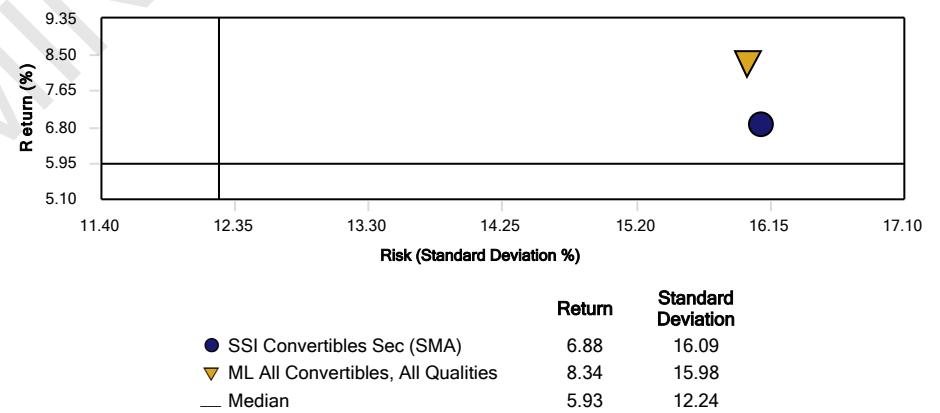 9.35
8.50
7.65
6.80
5.95
5.10
Return (%)
11.40 12.35 13.30 14.25 15.20 16.15 17.10
Risk (Standard Deviation %)
Return Standard Deviation
SSI Convertibles Sec (SMA) 6.88 16.09
ML All Convertibles, All Qualities 8.34 15.98
Median 5.93 12.24